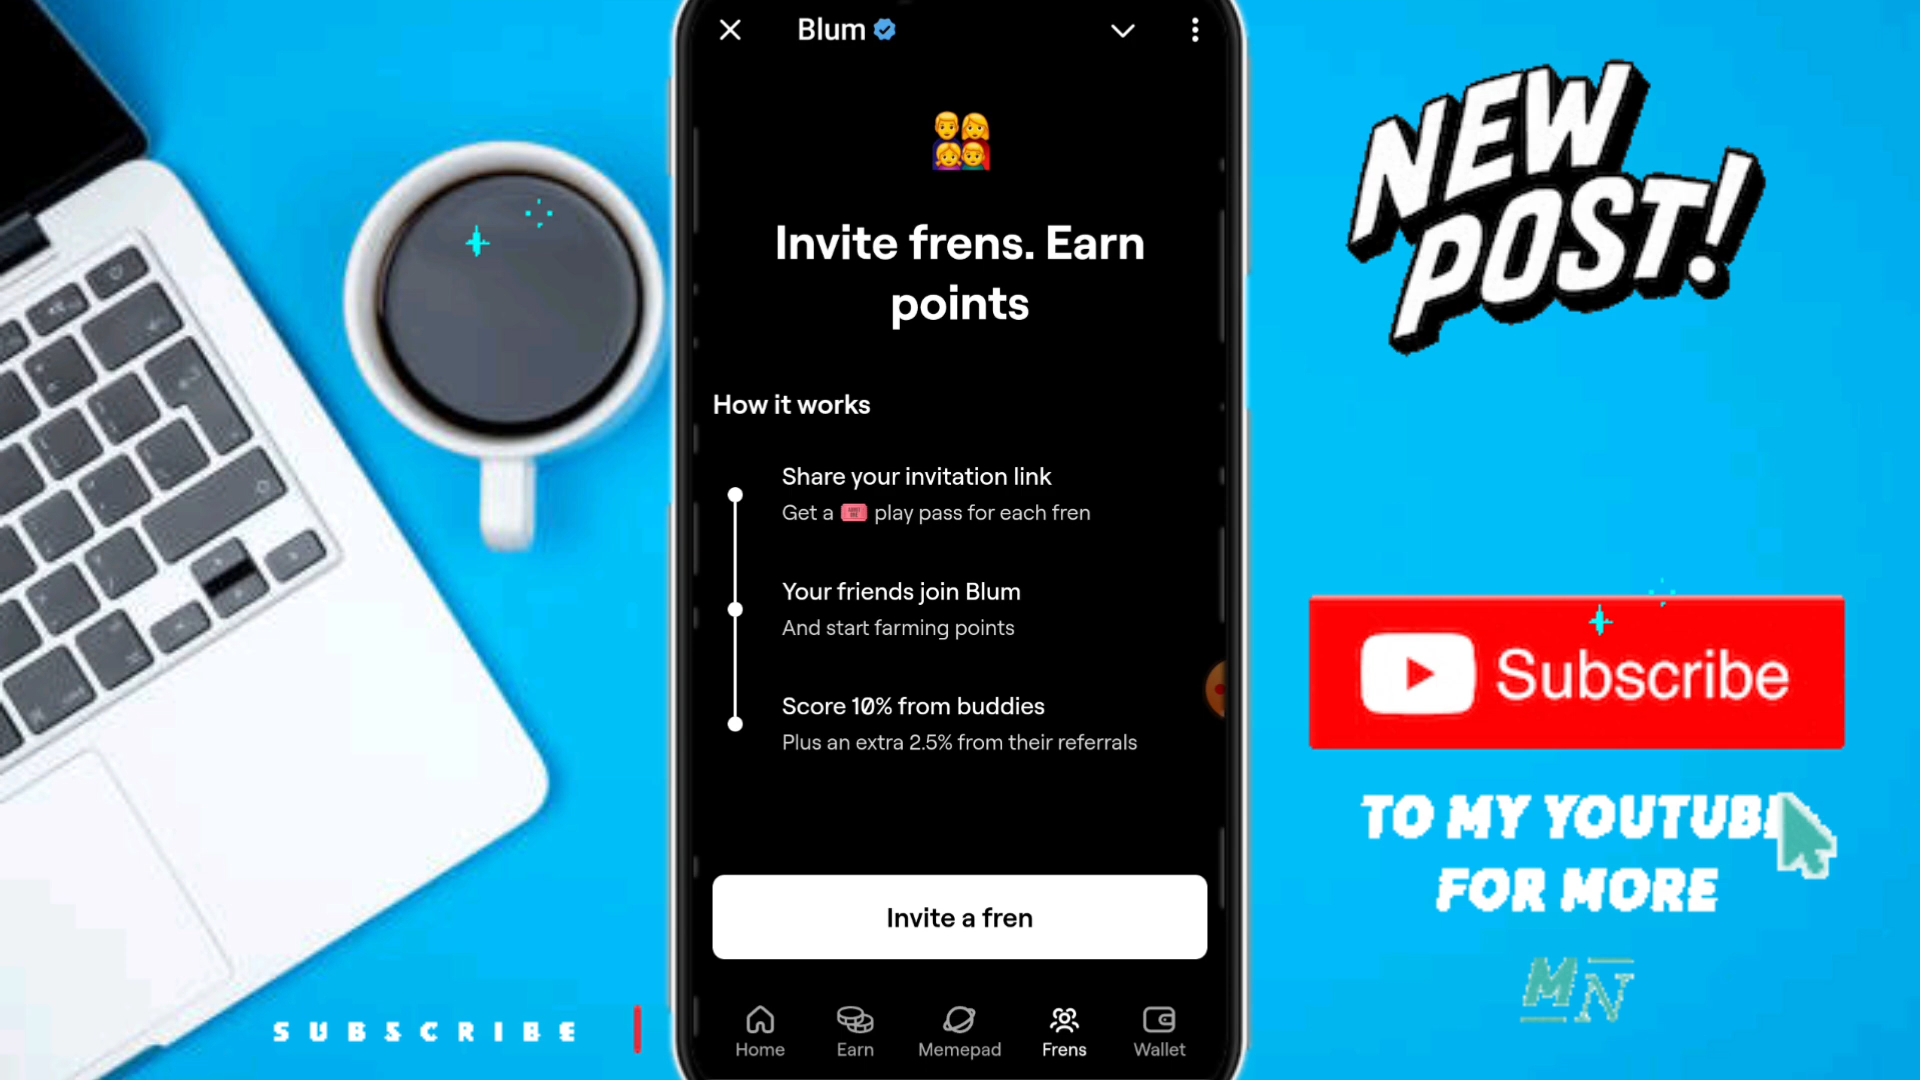 Blum
Invite frens. Earn
points
How it works
Share your invitation link
Get a play pass for each fren
Your friends join Blum
And start farming points
Score 10% from buddies
Plus an extra 2.5% from their referrals
Invite a fren
Home
Earn
Memepad
Frens
Wallet
SUBSCRIBE
NEW
POST!
Subscribe
TO MY YOUTUBE
FOR MORE
MN